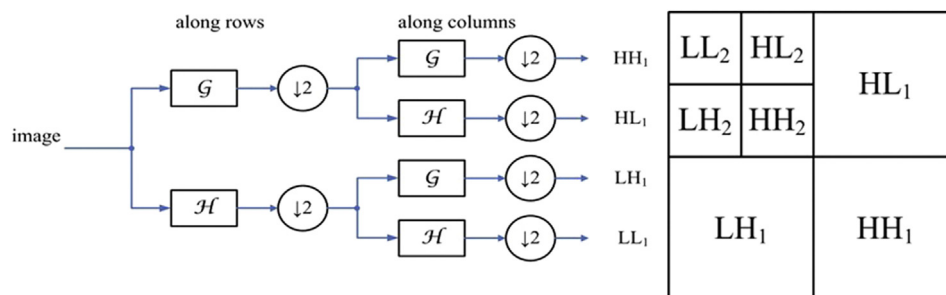 along rows
along columns
image
𝒢
↓2
𝒢
↓2
HH₁
ℋ
↓2
HL₁
ℋ
↓2
𝒢
↓2
LH₁
ℋ
↓2
LL₁
LL₂ HL₂
HL₁
LH₂ HH₂
LH₁ HH₁